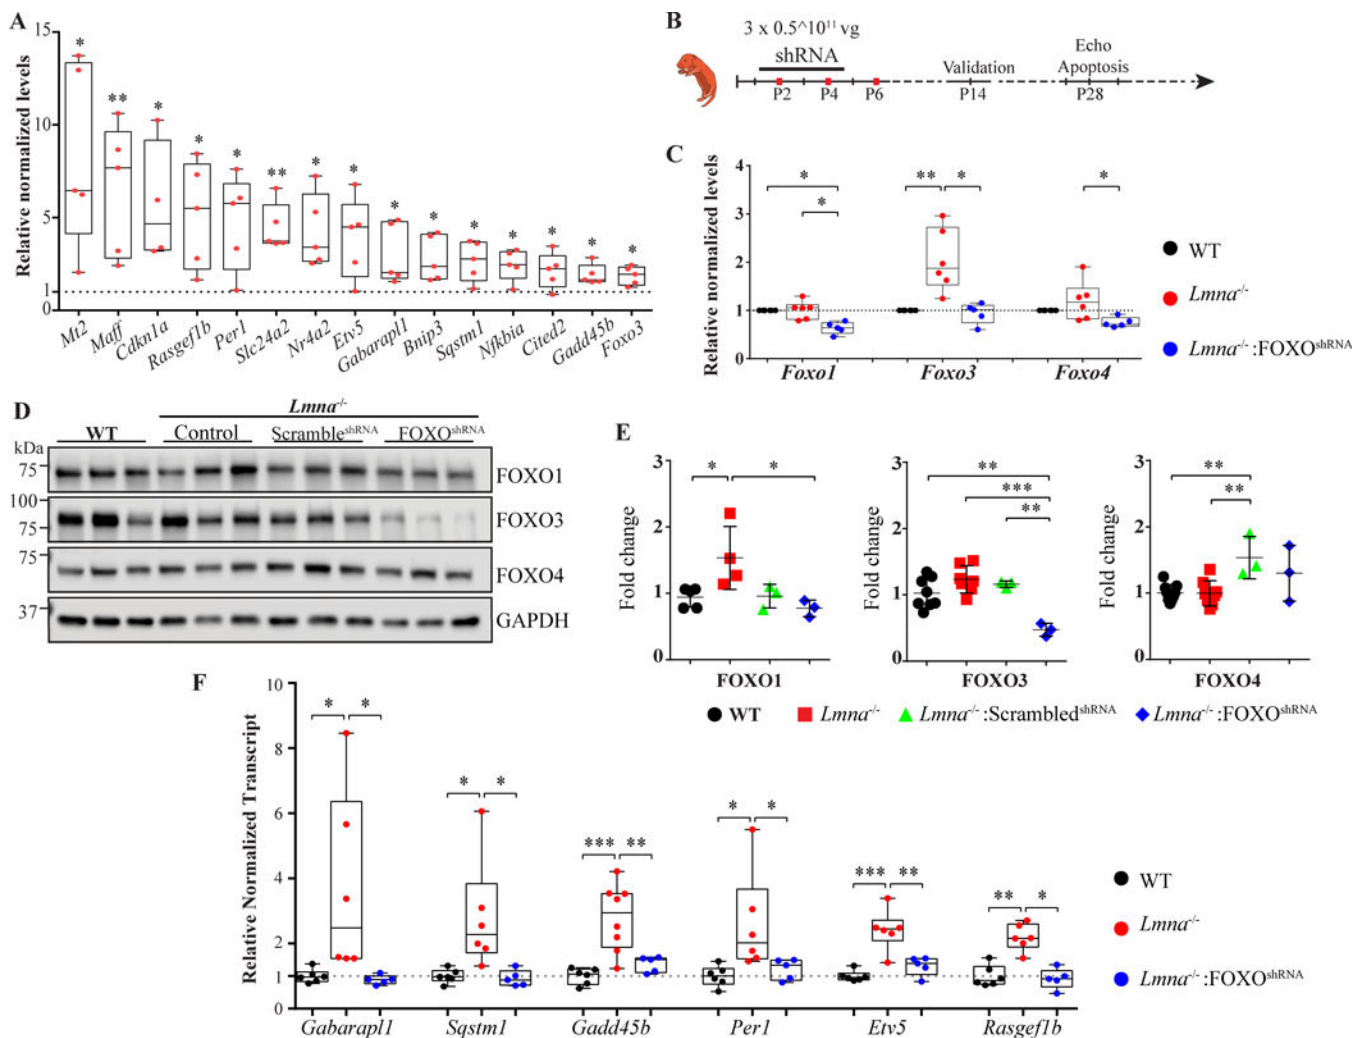 A
Relative normalized levels
15
10
5
1
0
* ** * * * ** * * * * * * * * *
Mt2 Maff Cdkn1a Rasgef1b Per1 Slc24a2 Nr4a2 Etv5 Gabarapl1 Bnip3 Sqstm1 Nfkbia Cited2 Gadd45b Foxo3
B
3 x 0.5^10¹¹ vg
shRNA
Validation
Echo
Apoptosis
P2 P4 P6 P14 P28
C
Relative normalized levels
4
3
2
1
0
* * ** * *
Foxo1 Foxo3 Foxo4
WT
Lmna-/-
Lmna-/-:FOXOshRNA
D
Lmna-/-
WT Control ScrambleshRNA FOXOshRNA
kDa
75 FOXO1
100
75 FOXO3
75
FOXO4
37
GAPDH
E
Fold change
3
2
1
0
* *
FOXO1
Fold change
3
2
1
0
**
***
**
FOXO3
Fold change
3
2
1
0
**
**
FOXO4
WT Lmna-/- Lmna-/-:ScrambledshRNA Lmna-/-:FOXOshRNA
F
Relative Normalized Transcript
10
8
6
4
2
1
0
* * * * *** ** * * *** ** ** *
Gabarapl1 Sqstm1 Gadd45b Per1 Etv5 Rasgef1b
WT
Lmna-/-
Lmna-/-:FOXOshRNA